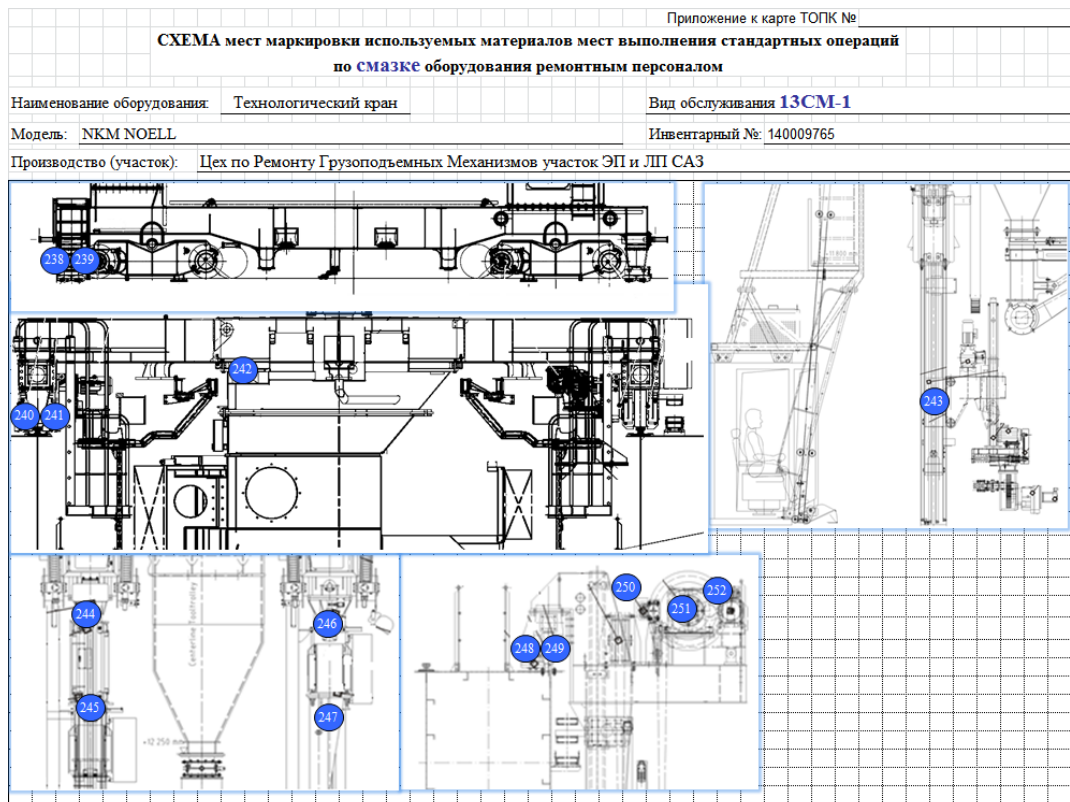 Приложение к карте ТОПК №
СХЕМА мест маркировки используемых материалов мест выполнения стандартных операций
по смазке оборудования ремонтным персоналом
Наименование оборудования: Технологический кран
Вид обслуживания 13СМ-1
Модель: NKM NOELL
Инвентарный №: 140009765
Производство (участок): Цех по Ремонту Грузоподъемных Механизмов участок ЭП и ЛП САЗ
238 239
242
240 241
243
244
245
246
247
+12 250 mm
250
251
252
248 249